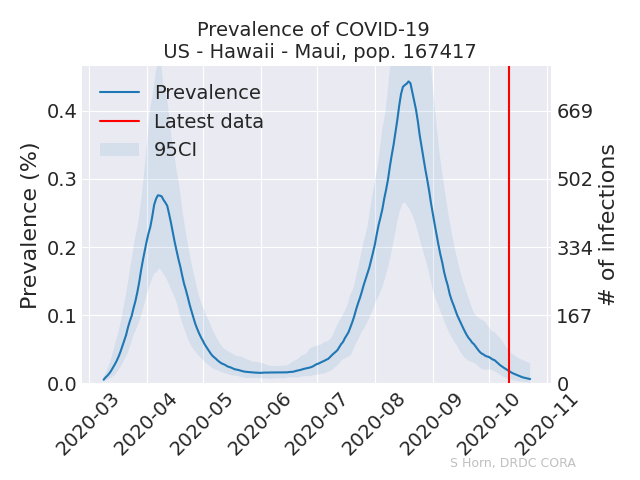 Prevalence of COVID-19
US - Hawaii - Maui, pop. 167417
Prevalence
Latest data
95CI
Prevalence (%)
0.4
0.3
0.2
0.1
0.0
669
502
334
167
0
# of infections
2020-03
2020-04
2020-05
2020-06
2020-07
2020-08
2020-09
2020-10
2020-11
S Horn, DRDC CORA